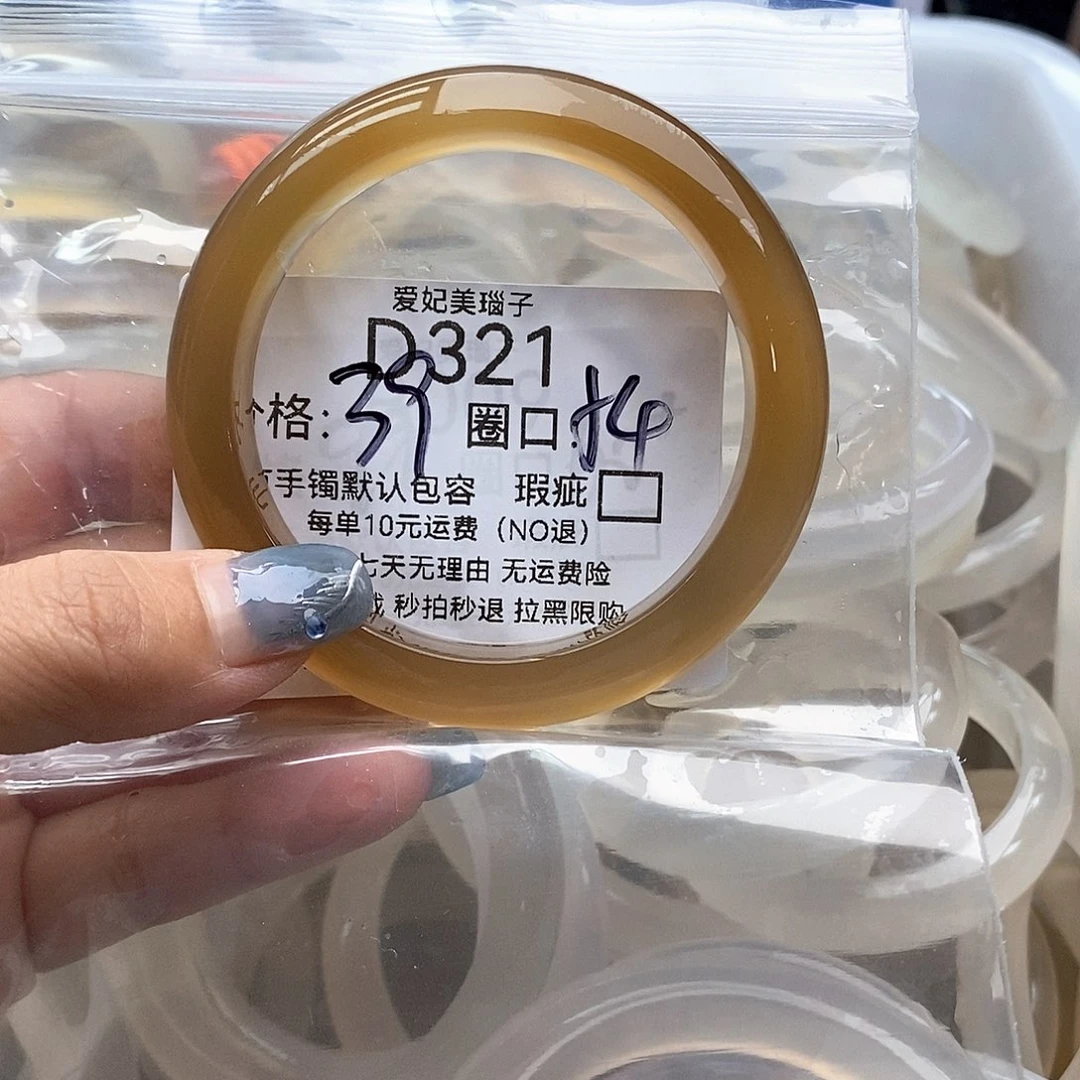 爱妃美瑙子
D321
价格：39 圈口：54
手镯默认包容 瑕疵
每单10元运费（NO退）
七天无理由 无运费险
秒拍秒退 拉黑限购